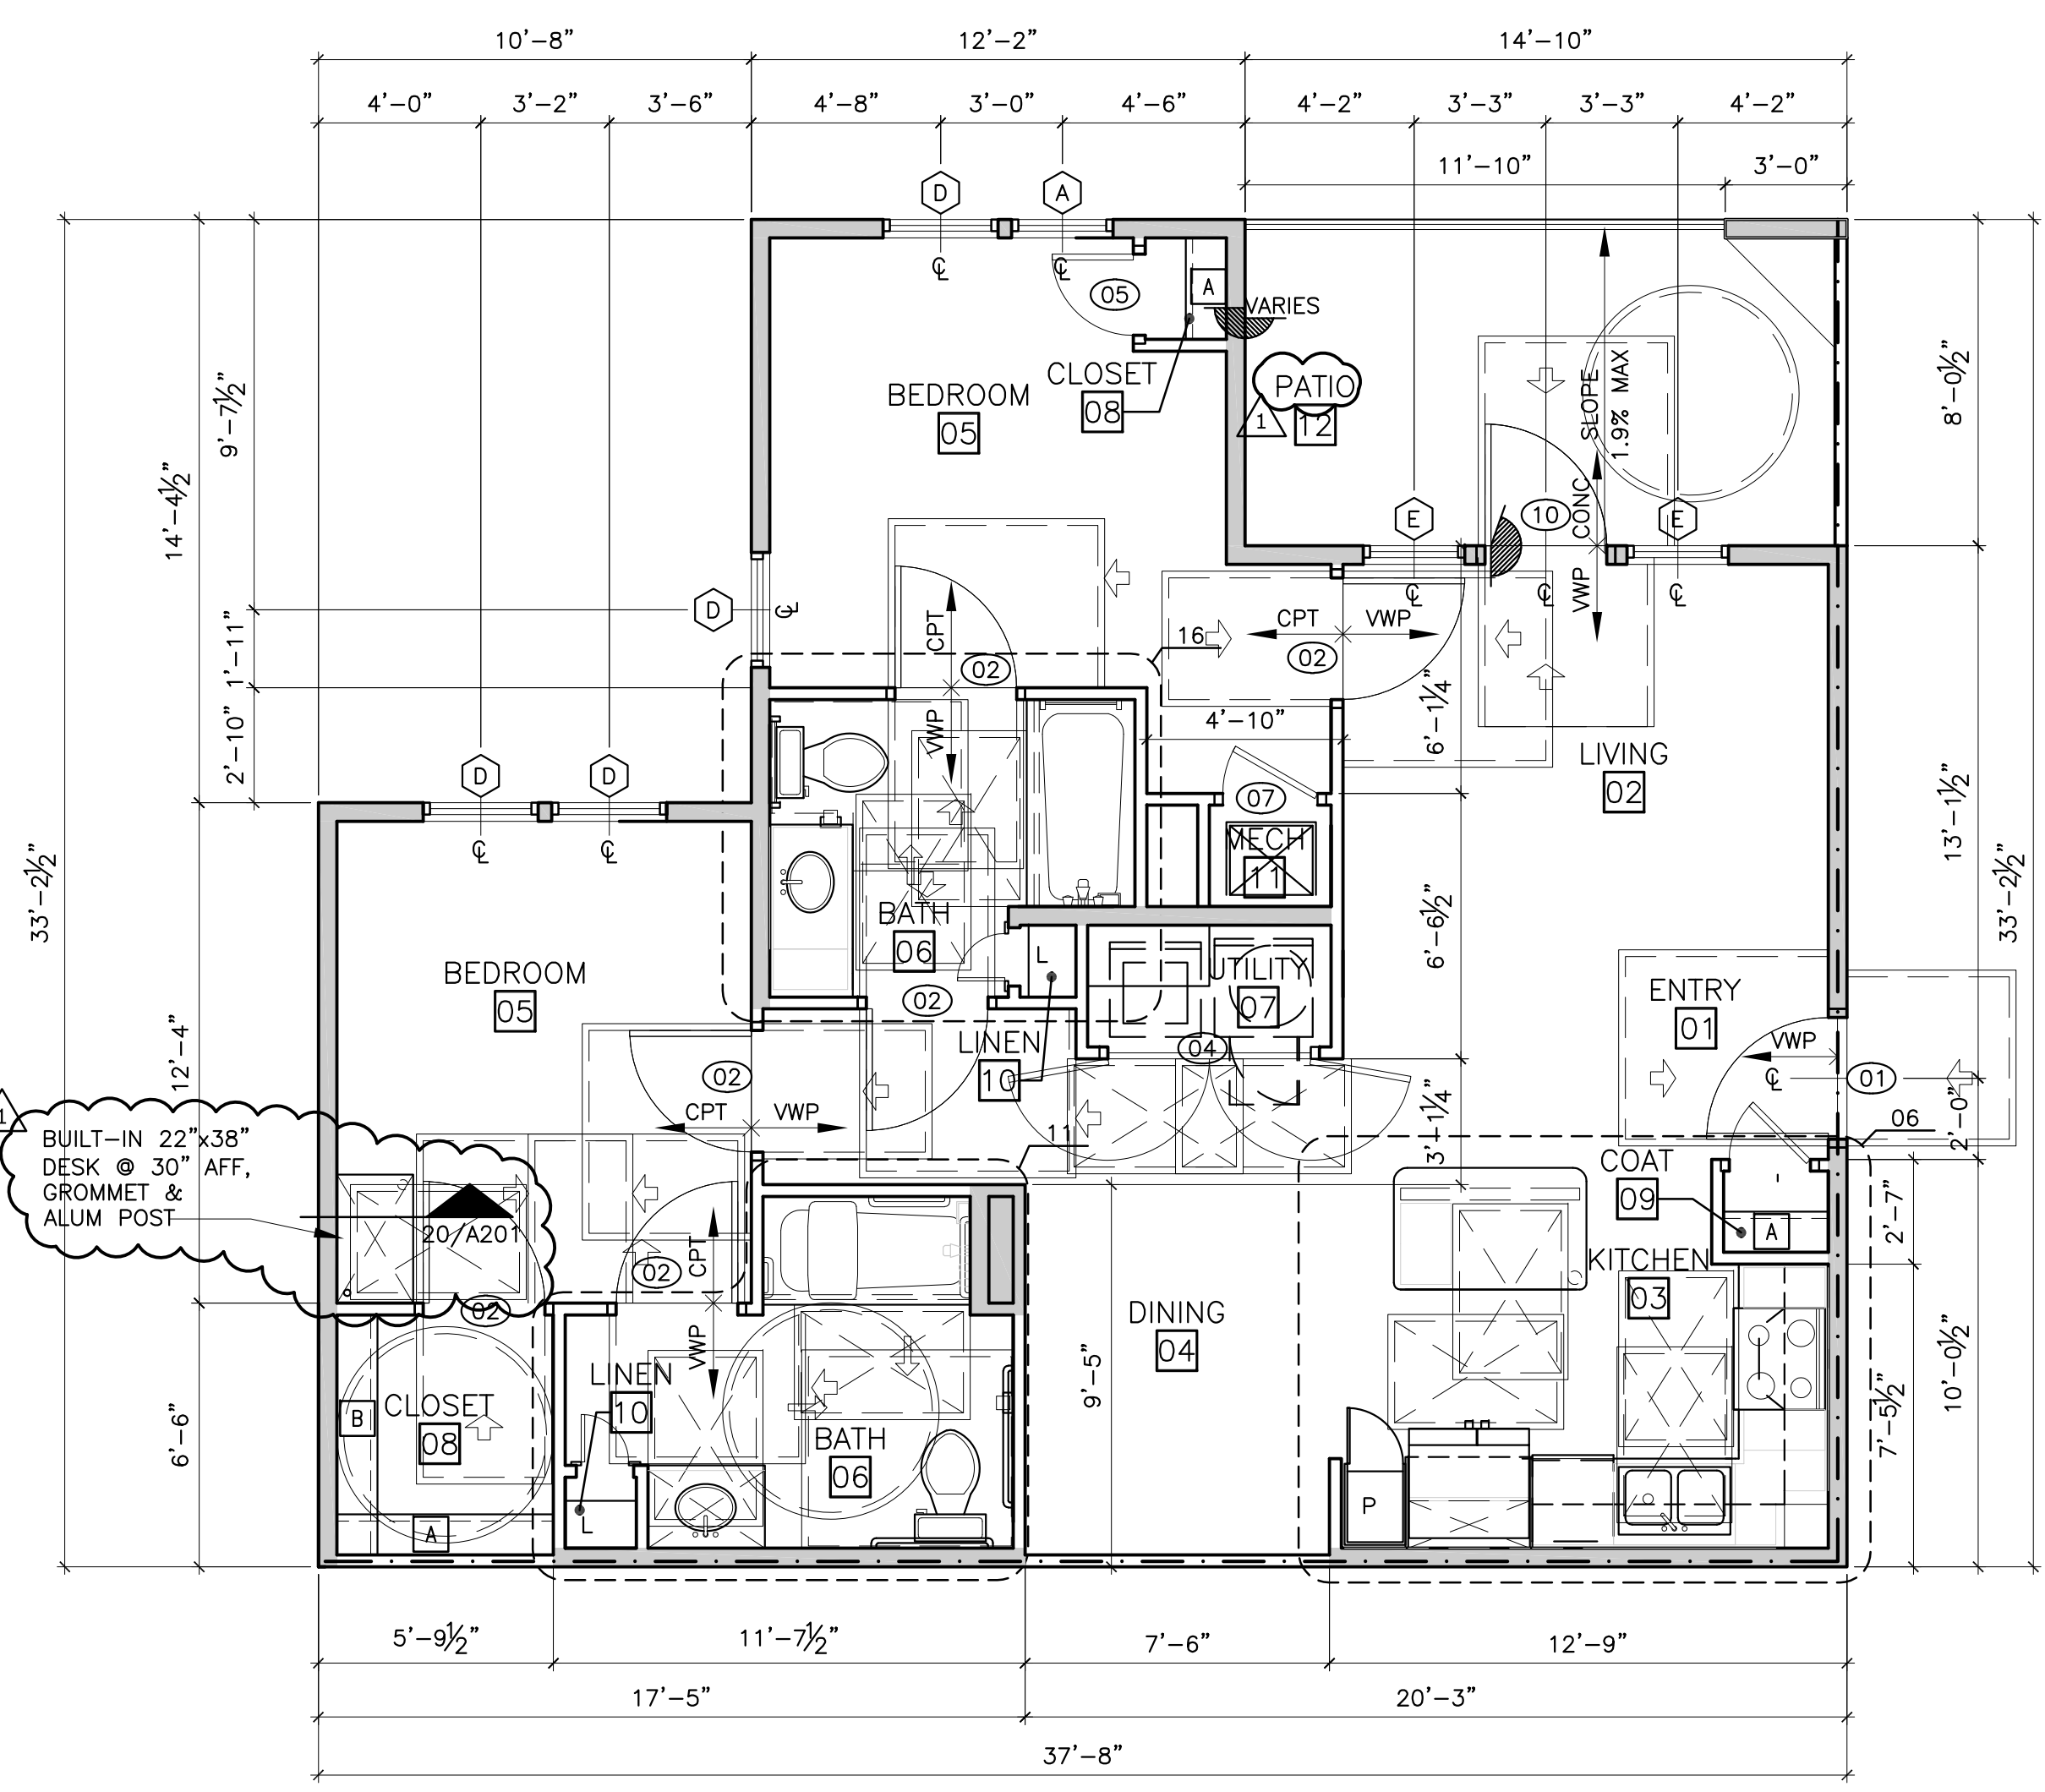 10'-8" 12'-2" 14'-10"
4'-0" 3'-2" 3'-6" 4'-8" 3'-0" 4'-6" 4'-2" 3'-3" 3'-3" 4'-2"
11'-10" 3'-0"
D A
℄ ℄
05 A
VARIES
CLOSET
08
BEDROOM
05
PATIO
12
1
SLOPE
1.9% MAX
CONC
VWP
E 10 E
℄ ℄ ℄
8'-0½"
9'-7½"
14'-4½"
1'-11"
2'-10"
33'-2½"
D ℄
CPT
VWP
02
16
CPT VWP
02
4'-10"
6'-1¼"
LIVING
02
D D
℄ ℄
07
MECH
11
13'-1½"
33'-2½"
6'-6½"
BATH
06
L
UTILITY
07
BEDROOM
05
02
LINEN
10
04
ENTRY
01
VWP
℄ 01
02
CPT VWP
12'-4"
1
BUILT-IN 22"x38"
DESK @ 30" AFF,
GROMMET &
ALUM POST
20/A201
11
3'-1¼"
06
2'-0"
COAT
09
A
2'-7"
02
02
CPT
VWP
KITCHEN
03
DINING
04
9'-5"
10'-0½"
7'-5½"
6'-6"
LINEN
10
B
CLOSET
08
BATH
06
A
L
P
5'-9½" 11'-7½" 7'-6" 12'-9"
17'-5" 20'-3"
37'-8"